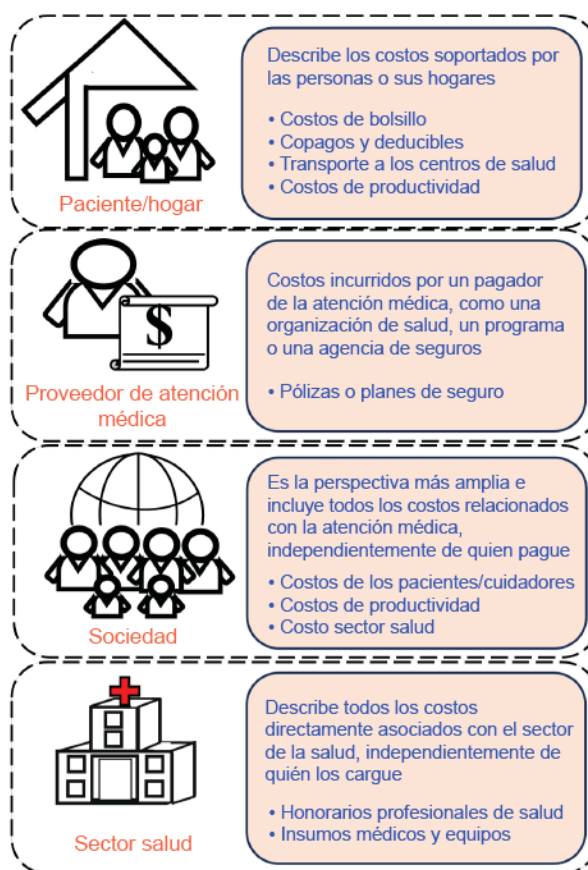 Describe los costos soportados por
las personas o sus hogares
• Costos de bolsillo
• Copagos y deducibles
• Transporte a los centros de salud
• Costos de productividad
Paciente/hogar
Costos incurridos por un pagador
de la atención médica, como una
organización de salud, un programa
o una agencia de seguros
• Pólizas o planes de seguro
$
Proveedor de atención
médica
Es la perspectiva más amplia e
incluye todos los costos relacionados
con la atención médica,
independientemente de quien pague
• Costos de los pacientes/cuidadores
• Costos de productividad
• Costo sector salud
Sociedad
Describe todos los costos
directamente asociados con el sector
de la salud, independientemente de
quién los cargue
• Honorarios profesionales de salud
• Insumos médicos y equipos
Sector salud